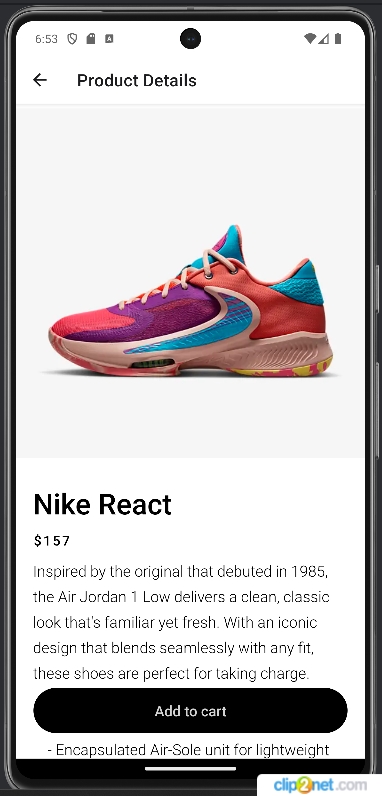 6:53
A
Product Details
Nike React
$157
Inspired by the original that debuted in 1985,
the Air Jordan 1 Low delivers a clean, classic
look that's familiar yet fresh. With an iconic
design that blends seamlessly with any fit,
these shoes are perfect for taking charge.
Add to cart
- Encapsulated Air-Sole unit for lightweight
clip2net.com